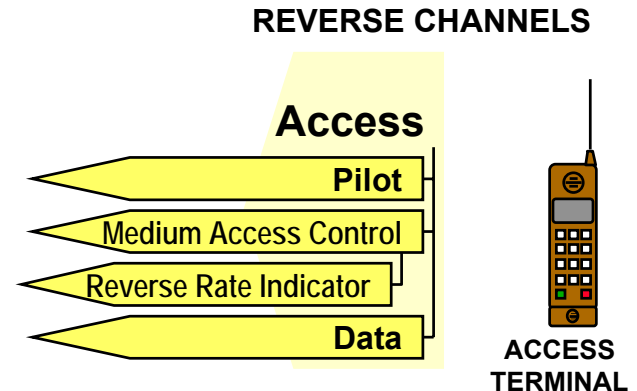 REVERSE CHANNELS
Access
Pilot
Medium Access Control
Reverse Rate Indicator
Data
ACCESS
TERMINAL